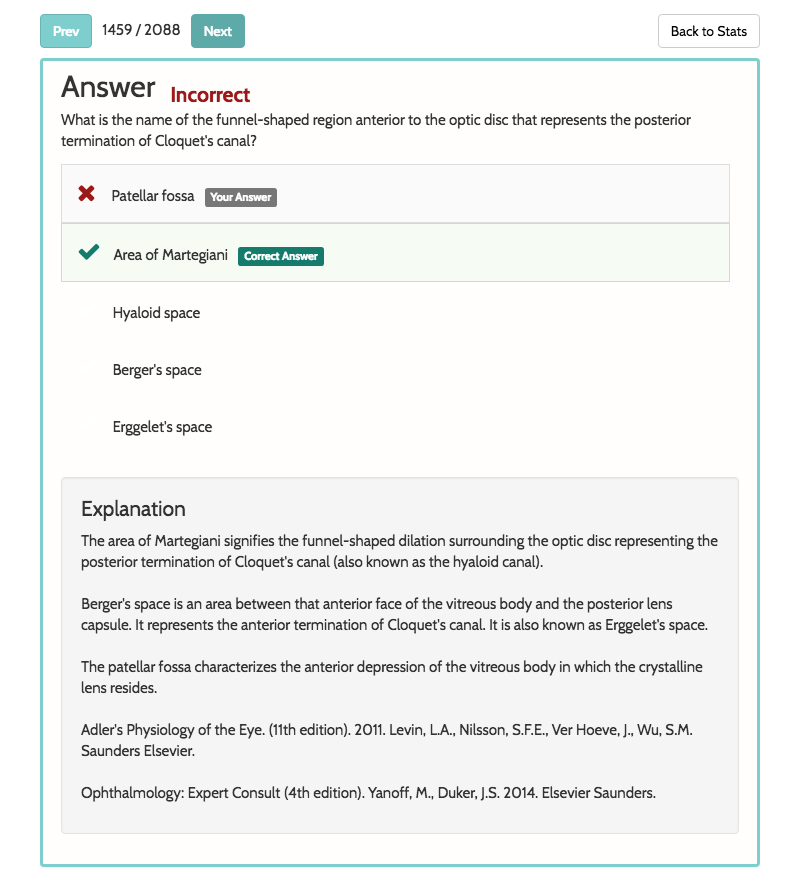 Prev 1459 / 2088 Next Back to Stats
Answer Incorrect
What is the name of the funnel-shaped region anterior to the optic disc that represents the posterior
termination of Cloquet's canal?
Patellar fossa Your Answer
Area of Martegiani Correct Answer
Hyaloid space
Berger's space
Erggelet's space
Explanation
The area of Martegiani signifies the funnel-shaped dilation surrounding the optic disc representing the
posterior termination of Cloquet's canal (also known as the hyaloid canal).
Berger's space is an area between that anterior face of the vitreous body and the posterior lens
capsule. It represents the anterior termination of Cloquet's canal. It is also known as Erggelet's space.
The patellar fossa characterizes the anterior depression of the vitreous body in which the crystalline
lens resides.
Adler's Physiology of the Eye. (11th edition). 2011. Levin, L.A., Nilsson, S.F.E., Ver Hoeve, J., Wu, S.M.
Saunders Elsevier.
Ophthalmology: Expert Consult (4th edition). Yanoff, M., Duker, J.S. 2014. Elsevier Saunders.